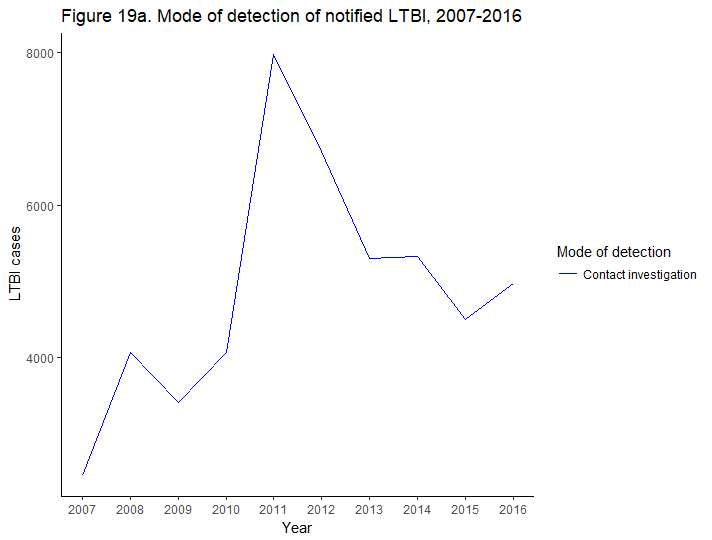 Figure 19a. Mode of detection of notified LTBI, 2007-2016
8000
6000
4000
LTBI cases
2007 2008 2009 2010 2011 2012 2013 2014 2015 2016
Year
Mode of detection
Contact investigation